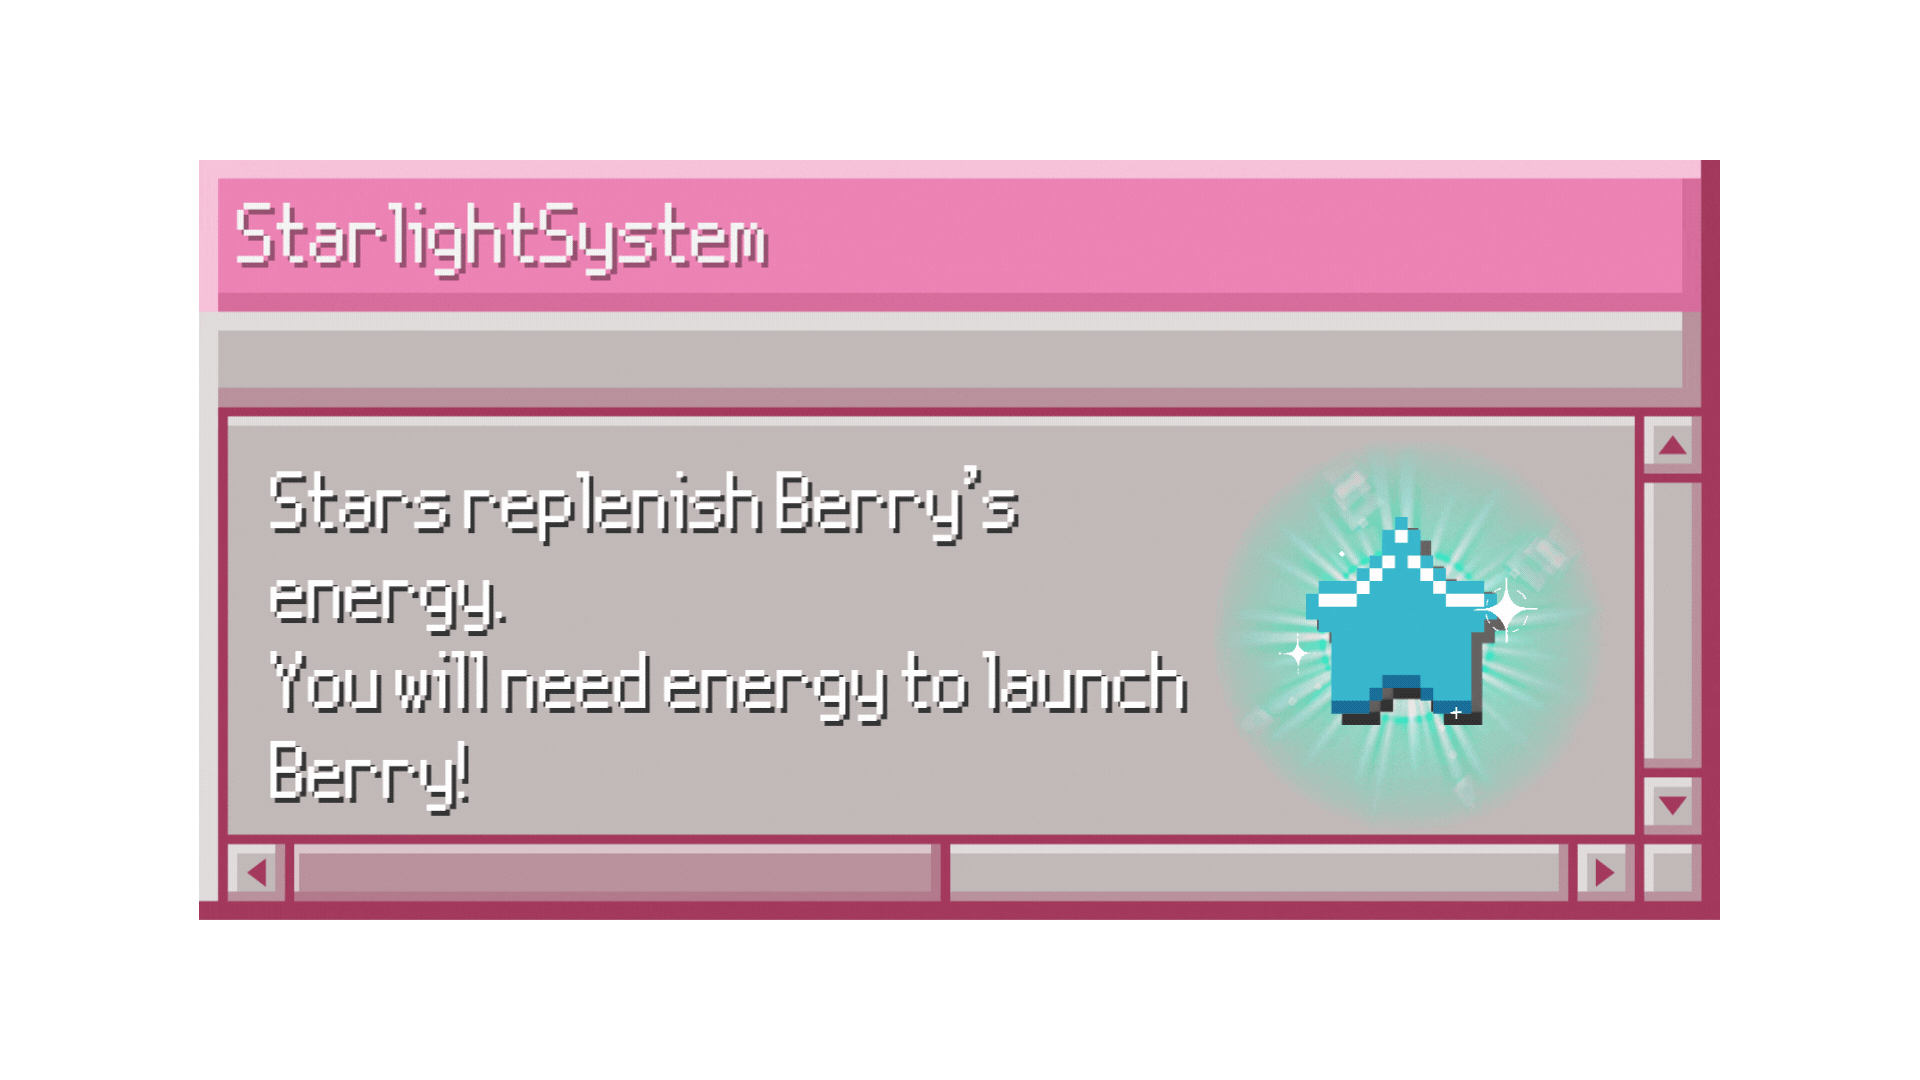 StarlightSystem
Stars replenish Berry's
energy.
You will need energy to launch
Berry!